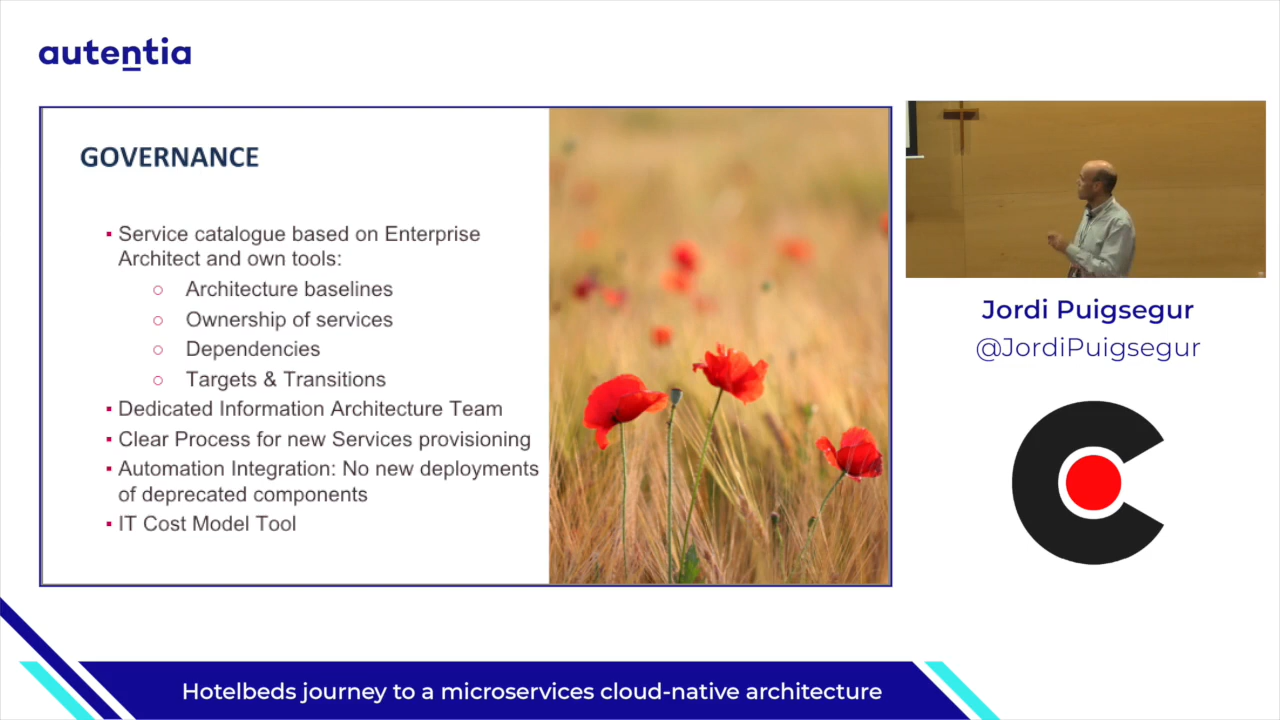 autentia
GOVERNANCE
▪ Service catalogue based on Enterprise
Architect and own tools:
○ Architecture baselines
○ Ownership of services
○ Dependencies
○ Targets & Transitions
▪ Dedicated Information Architecture Team
▪ Clear Process for new Services provisioning
▪ Automation Integration: No new deployments
of deprecated components
▪ IT Cost Model Tool
Jordi Puigsegur
@JordiPuigsegur
Hotelbeds journey to a microservices cloud-native architecture